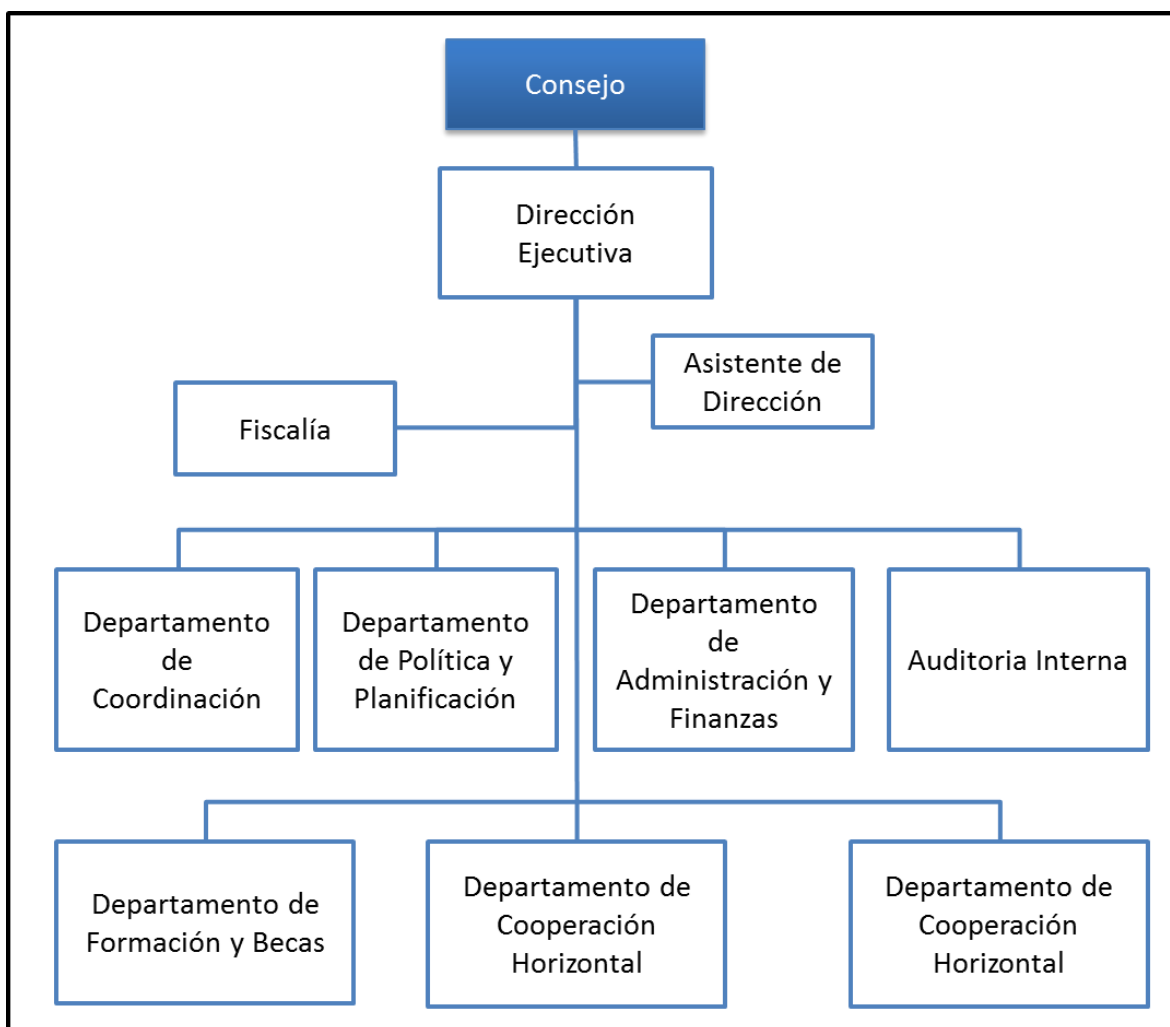 Consejo
Dirección
Ejecutiva
Asistente de
Dirección
Fiscalía
Departamento
de
Coordinación
Departamento
de Política y
Planificación
Departamento
de
Administración y
Finanzas
Auditoria Interna
Departamento de
Formación y Becas
Departamento de
Cooperación
Horizontal
Departamento de
Cooperación
Horizontal